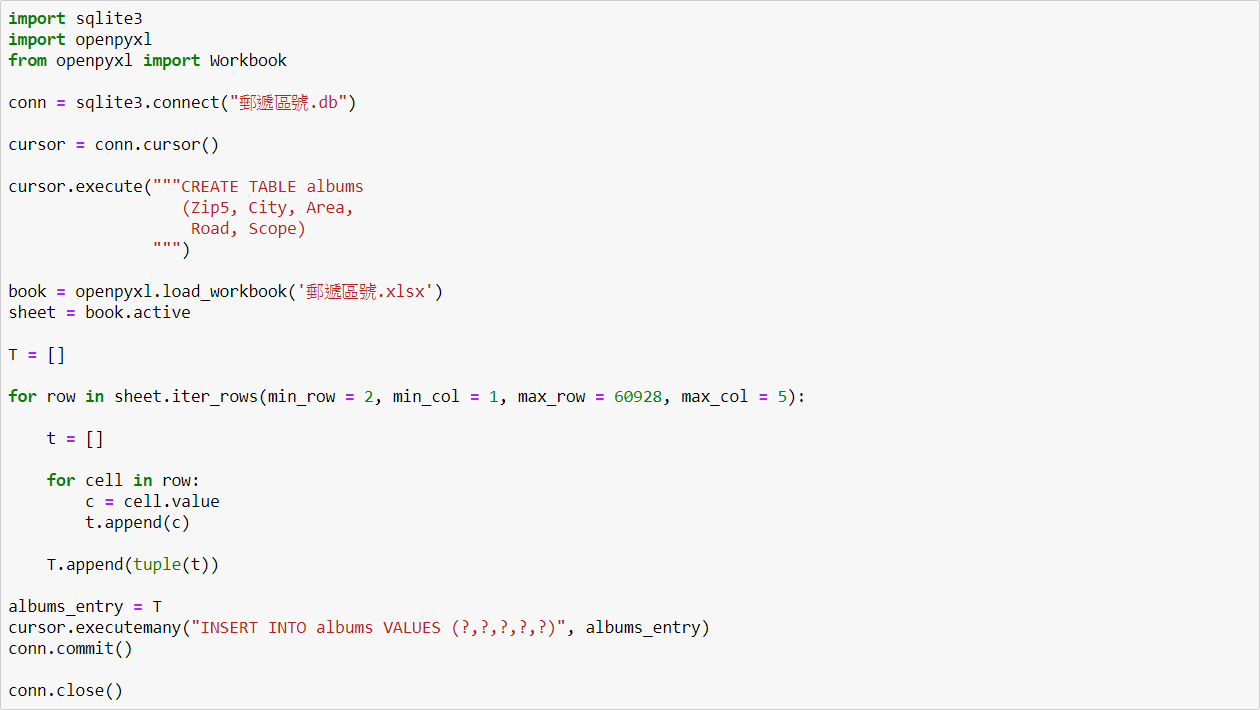 import sqlite3
import openpyxl
from openpyxl import Workbook
conn = sqlite3.connect("郵遞區號.db")
cursor = conn.cursor()
cursor.execute("""CREATE TABLE albums
(Zip5, City, Area,
Road, Scope)
""")
book = openpyxl.load_workbook('郵遞區號.xlsx')
sheet = book.active
T = []
for row in sheet.iter_rows(min_row = 2, min_col = 1, max_row = 60928, max_col = 5):
t = []
for cell in row:
c = cell.value
t.append(c)
T.append(tuple(t))
albums_entry = T
cursor.executemany("INSERT INTO albums VALUES (?,?,?,?,?)", albums_entry)
conn.commit()
conn.close()